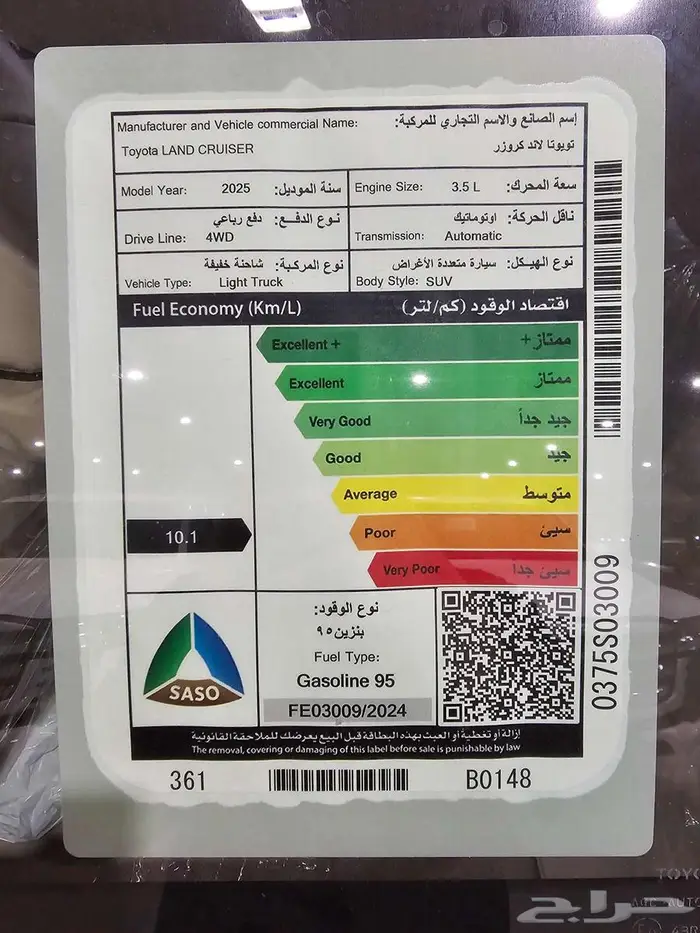 Manufacturer and Vehicle commercial Name: إسم الصانع والاسم التجاري للمركبة:
Toyota LAND CRUISER تويوتا لاند كروزر
Model Year: 2025 سنة الموديل: Engine Size: 3.5 L سعة المحرك:
نوع الدفـــع: دفع رباعي ناقل الحركة: اوتوماتيك
Drive Line: 4WD Transmission: Automatic
نوع المركبة: شاحنة خفيفة نوع الهيكل: سيارة متعددة الأغراض
Vehicle Type: Light Truck Body Style: SUV
Fuel Economy (Km/L) اقتصاد الوقود (كم/لتر)
Excellent + ممتاز+
Excellent ممتاز
Very Good جيد جداً
Good جيد
Average متوسط
10.1 Poor سيئ
Very Poor سيئ جداً
نوع الوقود:
بنزين ٩٥
Fuel Type:
SASO Gasoline 95
FE03009/2024
إزالة أو تغطية أو العبث بهذه البطاقة قبل البيع يعرضك للملاحقة القانونية
The removal, covering or damaging of this label before sale is punishable by law
361 B0148
0375S03009
حراج